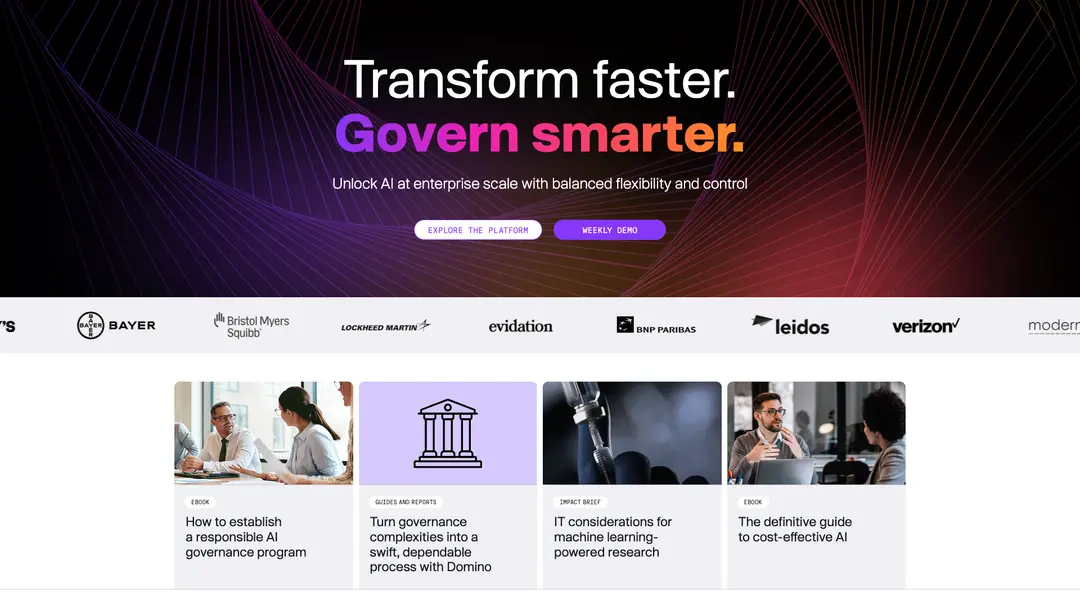 Transform faster.
Govern smarter.
Unlock AI at enterprise scale with balanced flexibility and control
EXPLORE THE PLATFORM
WEEKLY DEMO
'S
BAYER
BAYER
BAYER
Bristol Myers
Squibb
LOCKHEED MARTIN
evidation
BNP PARIBAS
leidos
verizon
modern
EBOOK
How to establish
a responsible AI
governance program
GUIDES AND REPORTS
Turn governance
complexities into a
swift, dependable
process with Domino
IMPACT BRIEF
IT considerations for
machine learning-
powered research
EBOOK
The definitive guide
to cost-effective AI